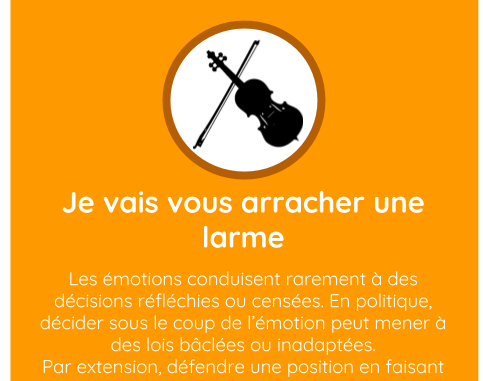 Je vais vous arracher une
larme
Les émotions conduisent rarement à des
décisions réfléchies ou censées. En politique,
décider sous le coup de l'émotion peut mener à
des lois bâclées ou inadaptées.
Par extension, défendre une position en faisant